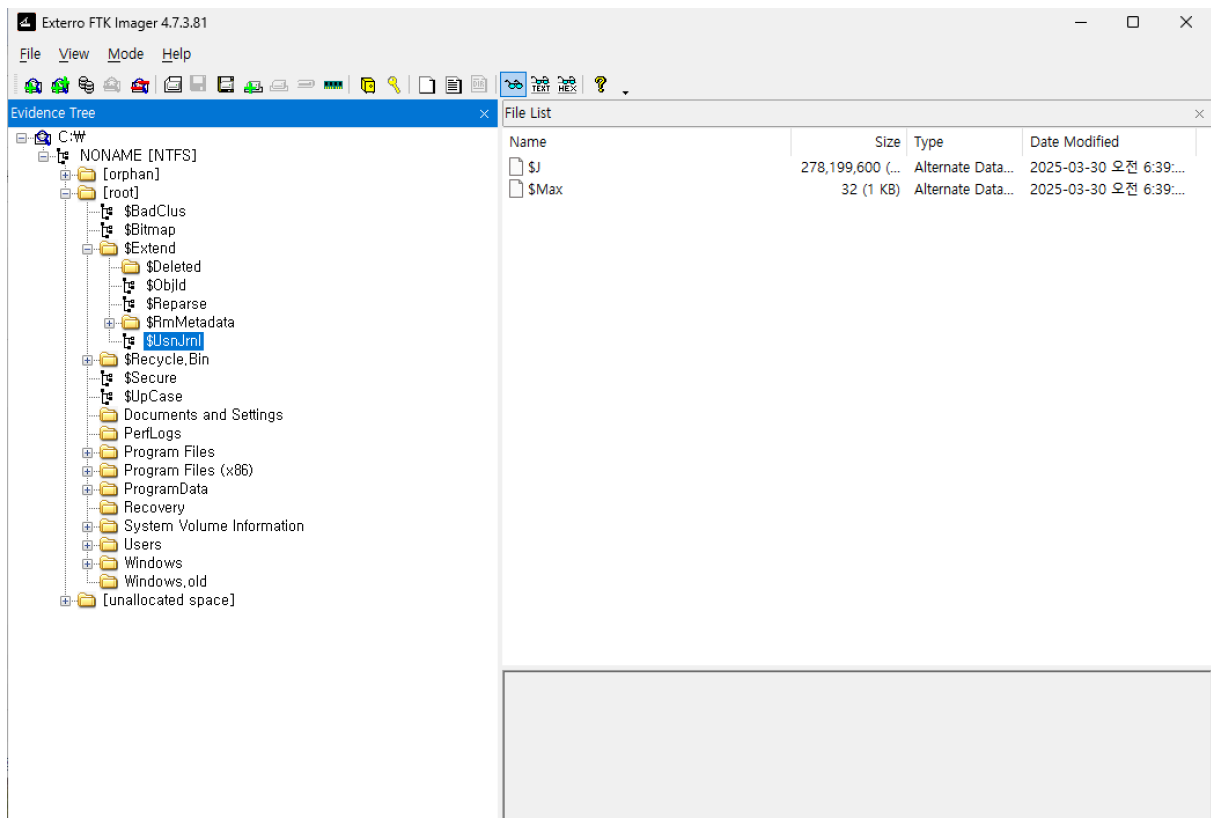 Exterro FTK Imager 4.7.3.81
File View Mode Help
TEXT HEX
Evidence Tree
C:₩
NONAME [NTFS]
[orphan]
[root]
$BadClus
$Bitmap
$Extend
$Deleted
$ObjId
$Reparse
$RmMetadata
$UsnJrnl
$Recycle,Bin
$Secure
$UpCase
Documents and Settings
PerfLogs
Program Files
Program Files (x86)
ProgramData
Recovery
System Volume Information
Users
Windows
Windows,old
[unallocated space]
File List
Name Size Type Date Modified
$J 278,199,600 (... Alternate Data... 2025-03-30 오전 6:39:...
$Max 32 (1 KB) Alternate Data... 2025-03-30 오전 6:39:...